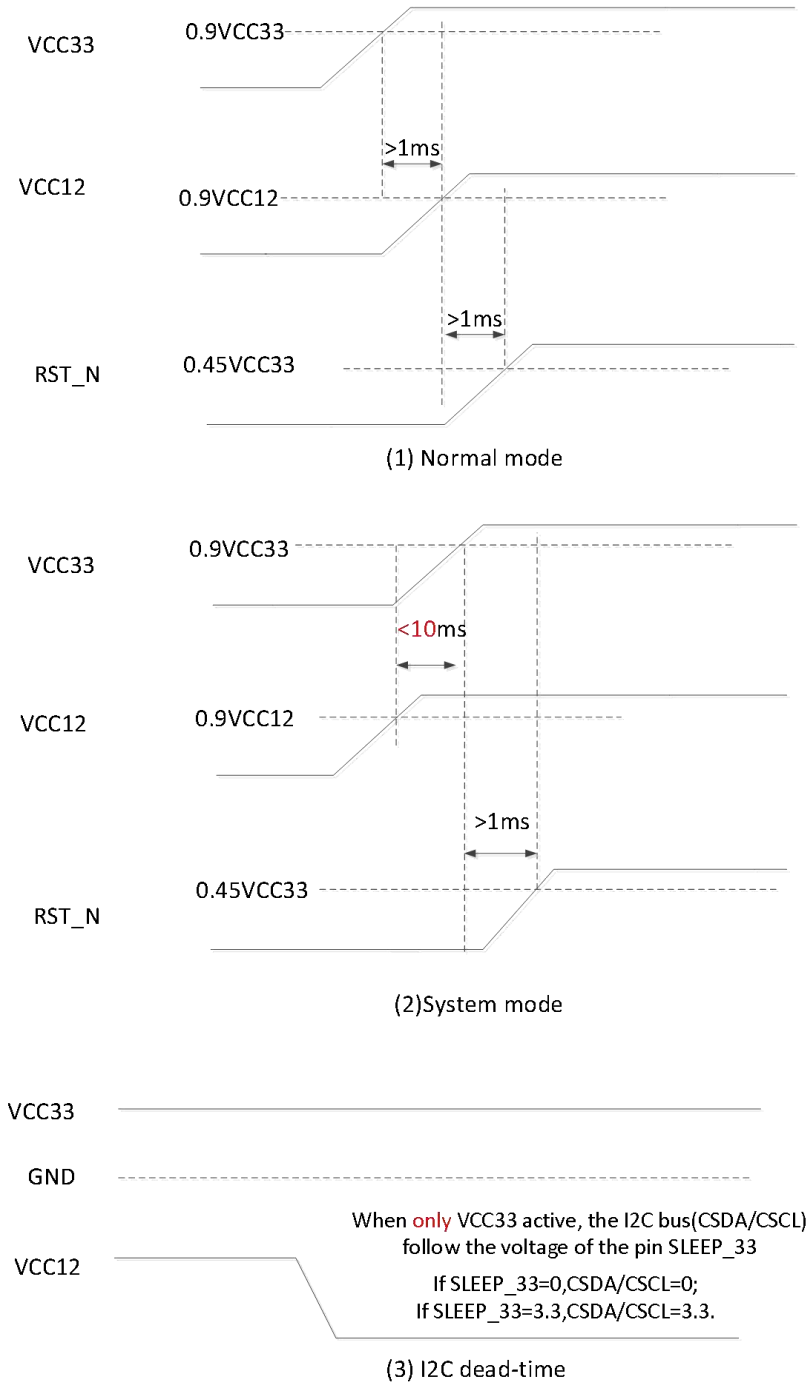 VCC33
0.9VCC33
>1ms
VCC12
0.9VCC12
>1ms
RST_N
0.45VCC33
(1) Normal mode
VCC33
0.9VCC33
<10ms
VCC12
0.9VCC12
>1ms
RST_N
0.45VCC33
(2)System mode
VCC33
GND
VCC12
When only VCC33 active, the I2C bus(CSDA/CSCL)
follow the voltage of the pin SLEEP_33
If SLEEP_33=0,CSDA/CSCL=0;
If SLEEP_33=3.3,CSDA/CSCL=3.3.
(3) I2C dead-time